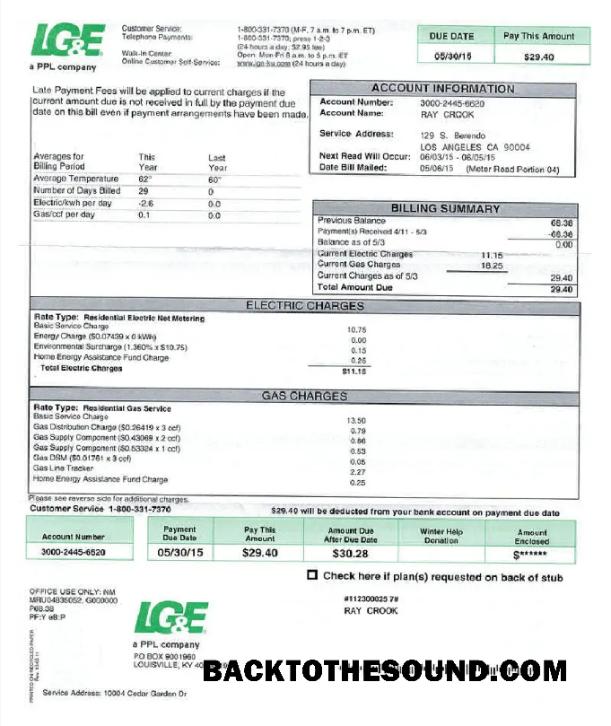 LG&E
a PPL company
Customer Service: 1-800-331-7370 (M-F, 7 a.m. to 7 p.m. ET)
Telephone Payments: 1-800-331-7370, press 1-2-3
(24 hours a day; $2.95 fee)
Walk-In Center Open: Mon-Fri 8 a.m. to 5 p.m. ET
Online Customer Self-Service: www.lge-ku.com (24 hours a day)
DUE DATE Pay This Amount
05/30/15 $29.40
Late Payment Fees will be applied to current charges if the
current amount due is not received in full by the payment due
date on this bill even if payment arrangements have been made.
ACCOUNT INFORMATION
Account Number: 3000-2445-6620
Account Name: RAY CROOK
Service Address: 129 S. Berendo
LOS ANGELES CA 90004
Next Read Will Occur: 06/03/15 - 06/05/15
Date Bill Mailed: 05/06/15 (Meter Read Portion 04)
Averages for This Last
Billing Period Year Year
Average Temperature 62° 60°
Number of Days Billed 29 0
Electric/kwh per day -2.6 0.0
Gas/ccf per day 0.1 0.0
BILLING SUMMARY
Previous Balance 68.38
Payment(s) Received 4/11 - 5/3 -68.38
Balance as of 5/3 0.00
Current Electric Charges 11.15
Current Gas Charges 18.25
Current Charges as of 5/3 29.40
Total Amount Due 29.40
ELECTRIC CHARGES
Rate Type: Residential Electric Net Metering
Basic Service Charge 10.75
Energy Charge ($0.07439 x 0 kWh) 0.00
Environmental Surcharge (1.360% x $10.75) 0.15
Home Energy Assistance Fund Charge 0.25
Total Electric Charges $11.15
GAS CHARGES
Rate Type: Residential Gas Service
Basic Service Charge 13.50
Gas Distribution Charge ($0.26419 x 3 ccf) 0.79
Gas Supply Component ($0.43069 x 2 ccf) 0.86
Gas Supply Component ($0.53324 x 1 ccf) 0.53
Gas DSM ($0.01761 x 3 ccf) 0.05
Gas Line Tracker 2.27
Home Energy Assistance Fund Charge 0.25
Please see reverse side for additional charges.
Customer Service 1-800-331-7370 $29.40 will be deducted from your bank account on payment due date
Account Number Payment Due Date Pay This Amount Amount Due After Due Date Winter Help Donation Amount Enclosed
3000-2445-6620 05/30/15 $29.40 $30.28 $******
Check here if plan(s) requested on back of stub
OFFICE USE ONLY: NM
MRU04835052, G000000
P68.38
PF:Y eB:P
#112300025 7#
RAY CROOK
LG&E
a PPL company
PO BOX 9001960
LOUISVILLE, KY 40
BACKTOTHESOUND.COM
PRINTED ON RECYCLED PAPER
Service Address: 10004 Cedar Garden Dr